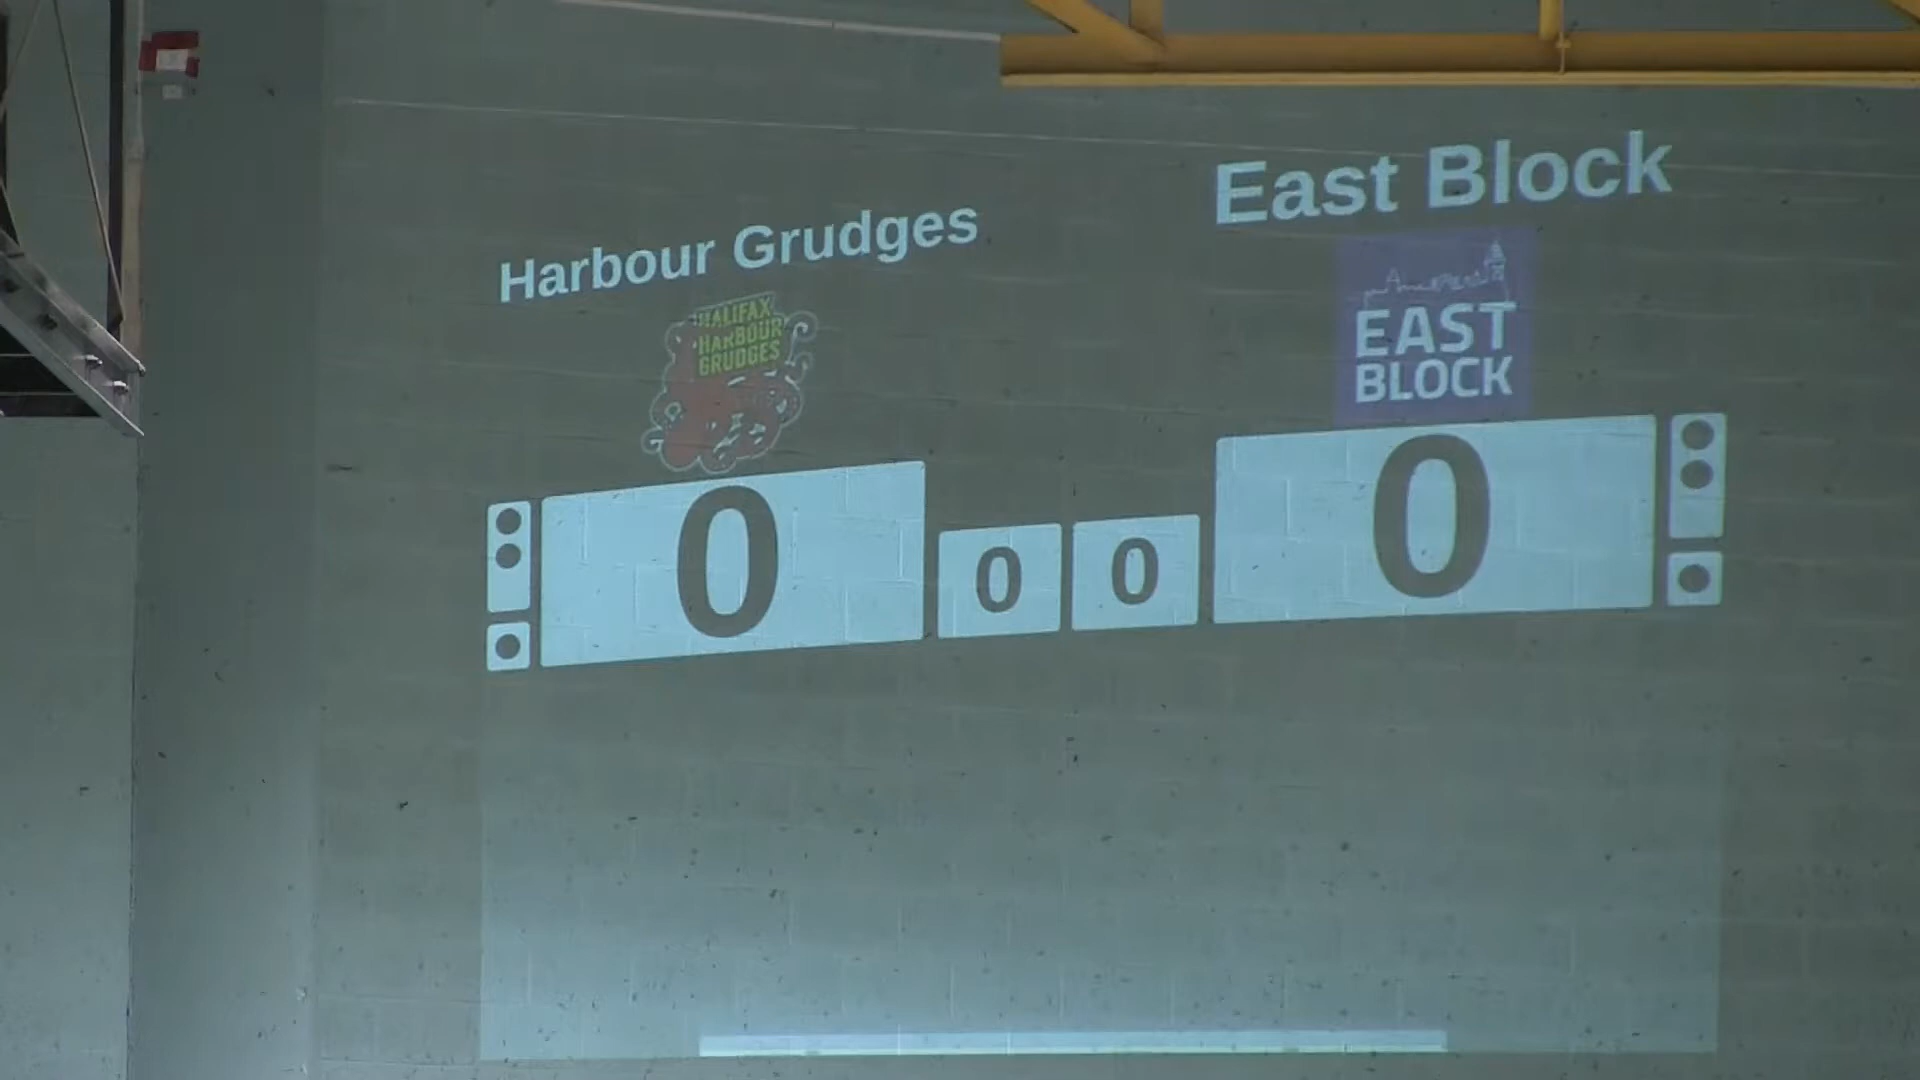 Harbour Grudges
East Block
HALIFAX
HARBOUR
GRUDGES
EAST
BLOCK
0
0
0
0